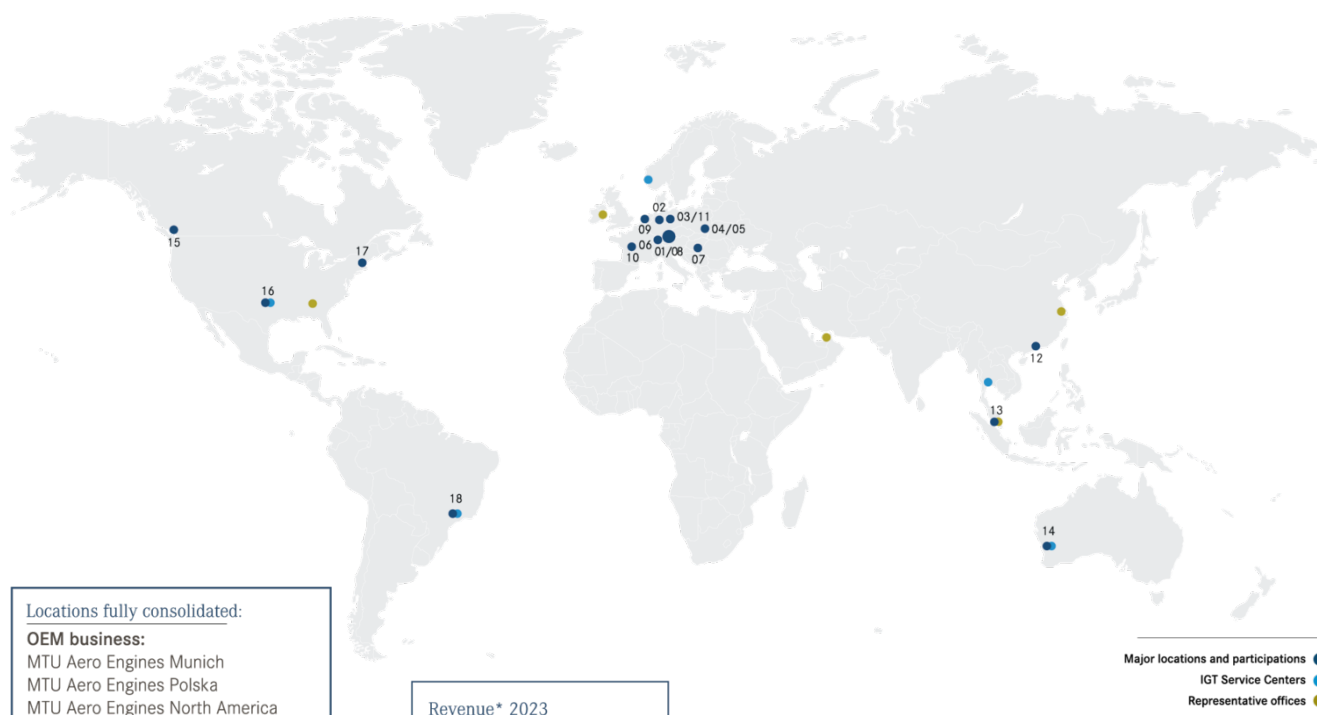 02
03/11
09
04/05
15
06
01/08
17
10
07
16
12
13
18
14
Locations fully consolidated:
OEM business:
MTU Aero Engines Munich
MTU Aero Engines Polska
MTU Aero Engines North America
Revenue* 2023
Major locations and participations
IGT Service Centers
Representative offices